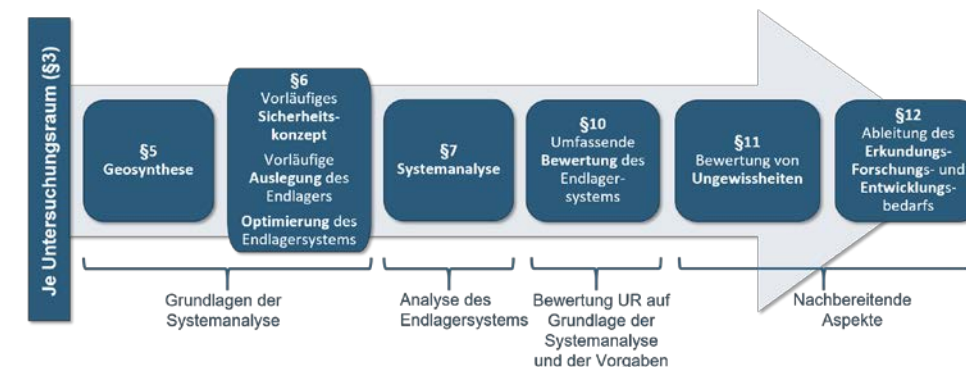 Je Untersuchungsraum (§3)
§5
Geosynthese
§6
Vorläufiges
Sicherheits-
konzept
Vorläufige
Auslegung des
Endlagers
Optimierung des
Endlagersystems
§7
Systemanalyse
§10
Umfassende
Bewertung des
Endlager-
systems
§11
Bewertung von
Ungewissheiten
§12
Ableitung des
Erkundungs-
Forschungs- und
Entwicklungs-
bedarfs
Grundlagen der
Systemanalyse
Analyse des
Endlagersystems
Bewertung UR auf
Grundlage der
Systemanalyse
und der Vorgaben
Nachbereitende
Aspekte